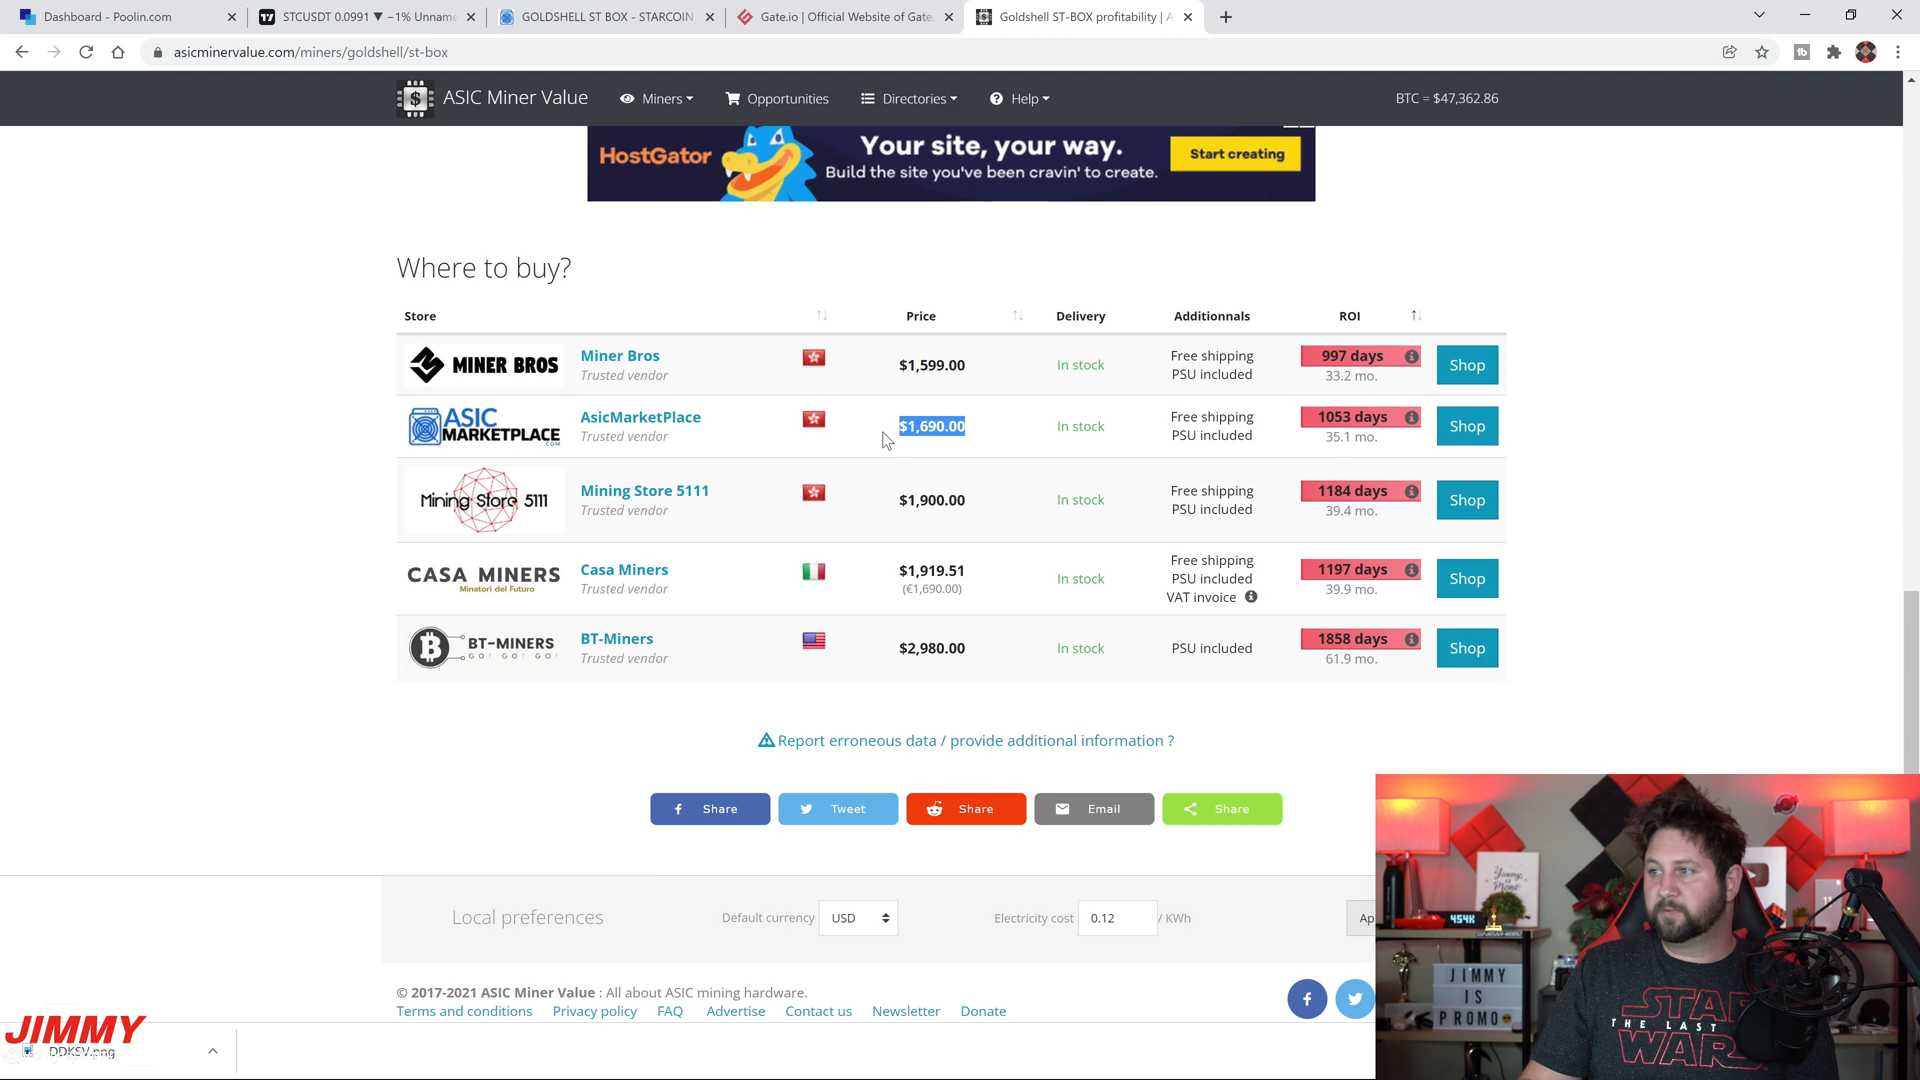 Dashboard - Poolin.com
STCUSDT 0.0991 ▼ −1% Unname
GOLDSHELL ST BOX - STARCOIN
Gate.io | Official Website of Gate.
Goldshell ST-BOX profitability | A
asicminervalue.com/miners/goldshell/st-box
ASIC Miner Value
Miners
Opportunities
Directories
Help
BTC = $47,362.86
HostGator
Your site, your way.
Build the site you've been cravin' to create.
Start creating
Where to buy?
Store
Price
Delivery
Additionnals
ROI
MINER BROS
Miner Bros
Trusted vendor
$1,599.00
In stock
Free shipping
PSU included
997 days
33.2 mo.
Shop
ASIC
MARKETPLACE
.COM
AsicMarketPlace
Trusted vendor
$1,690.00
In stock
Free shipping
PSU included
1053 days
35.1 mo.
Shop
Mining Store 5111
Mining Store 5111
Trusted vendor
$1,900.00
In stock
Free shipping
PSU included
1184 days
39.4 mo.
Shop
CASA MINERS
Minatori del Futuro
Casa Miners
Trusted vendor
$1,919.51
(€1,690.00)
In stock
Free shipping
PSU included
VAT invoice
1197 days
39.9 mo.
Shop
BT-MINERS
GO! GO! GO!
BT-Miners
Trusted vendor
$2,980.00
In stock
PSU included
1858 days
61.9 mo.
Shop
Report erroneous data / provide additional information ?
Share
Tweet
Share
Email
Share
Local preferences
Default currency
USD
Electricity cost
0.12
/ KWh
Ap
© 2017-2021 ASIC Miner Value : All about ASIC mining hardware.
Terms and conditions
Privacy policy
FAQ
Advertise
Contact us
Newsletter
Donate
JIMMY
DDKSV.png
454K
JIMMY
IS
PROMO
STAR
THE LAST
WARS